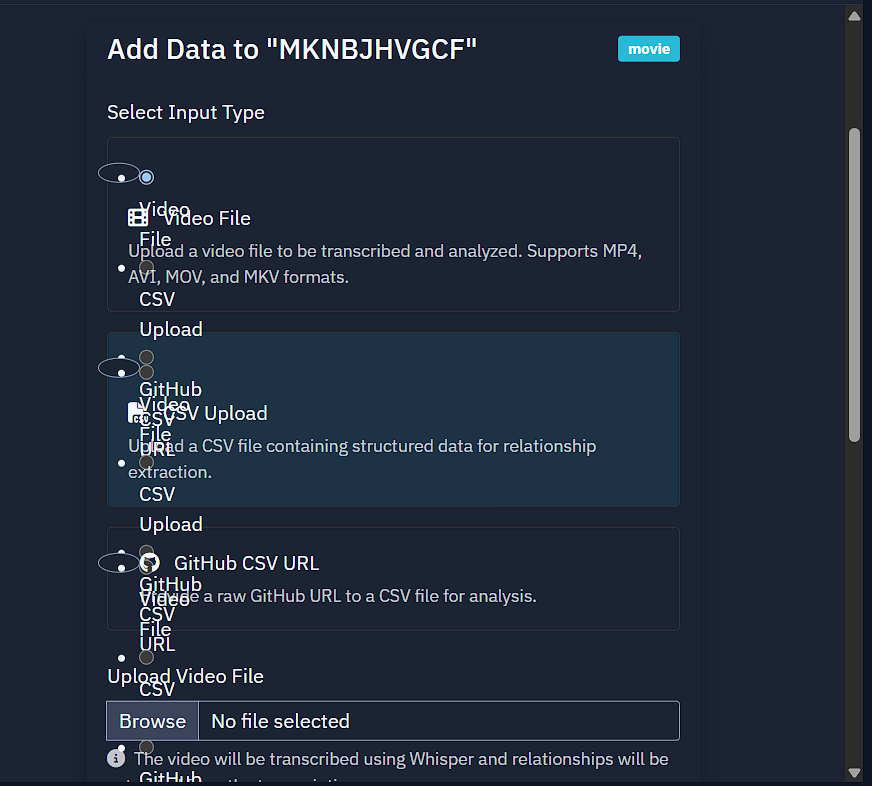 Add Data to "MKNBJHVGCF"
movie
Select Input Type
Video
File
Video File
Upload a video file to be transcribed and analyzed. Supports MP4,
AVI, MOV, and MKV formats.
CSV
Upload
GitHub
CSV
URL
Video
File
CSV Upload
Upload a CSV file containing structured data for relationship
extraction.
CSV
Upload
GitHub
CSV
URL
Video
File
GitHub CSV URL
Provide a raw GitHub URL to a CSV file for analysis.
CSV
Upload Video File
Browse
No file selected
The video will be transcribed using Whisper and relationships will be
GitHub